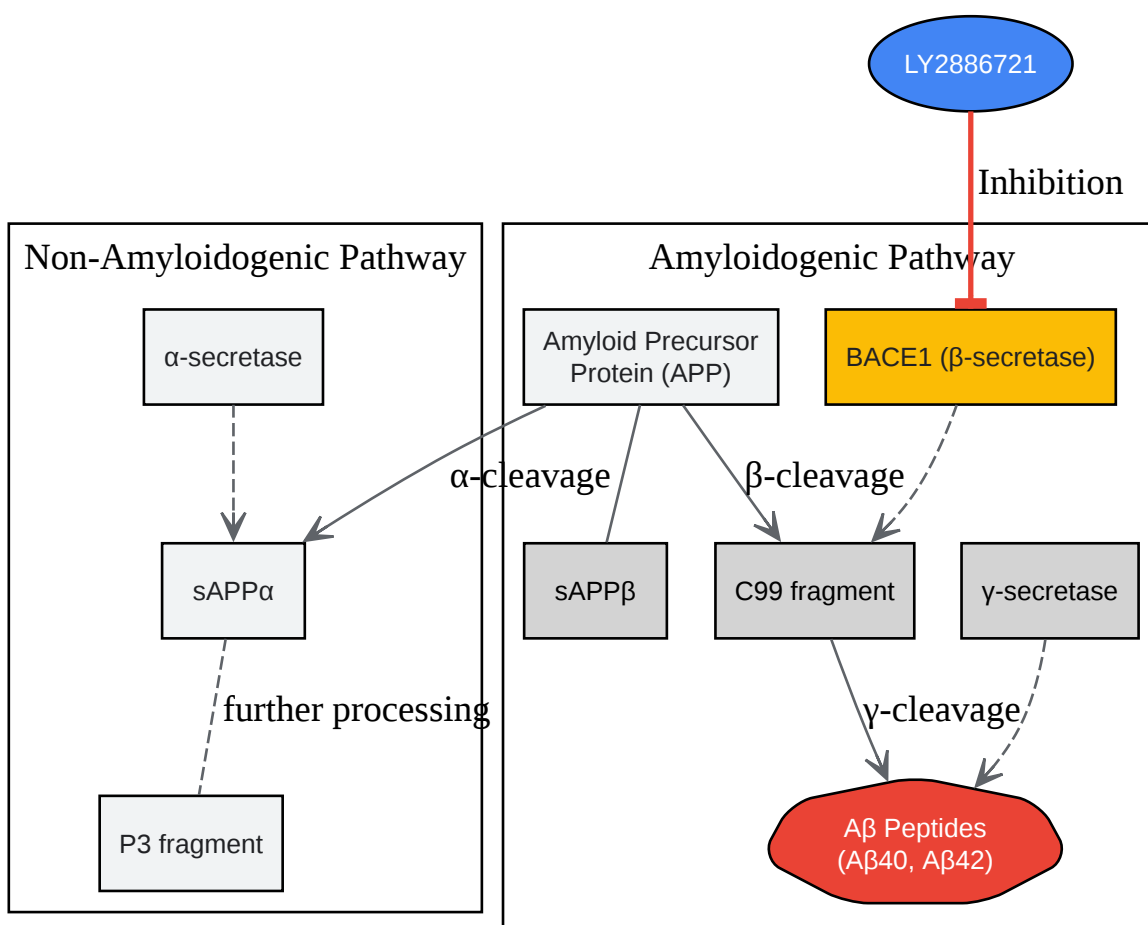 LY2886721
Inhibition
Non-Amyloidogenic Pathway
Amyloidogenic Pathway
α-secretase
Amyloid Precursor
Protein (APP)
BACE1 (β-secretase)
α-cleavage
β-cleavage
sAPPα
sAPPβ
C99 fragment
γ-secretase
further processing
γ-cleavage
P3 fragment
Aβ Peptides
(Aβ40, Aβ42)